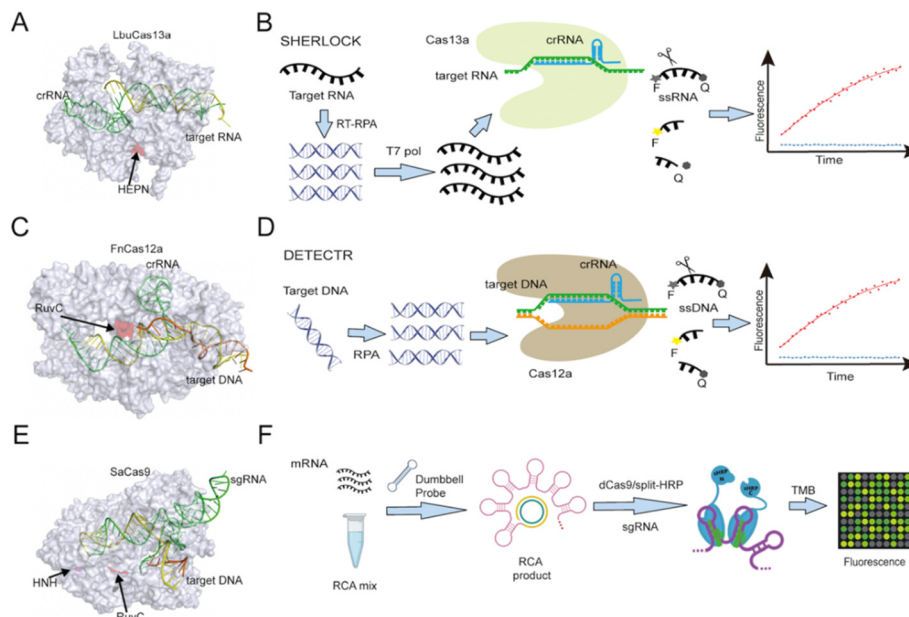 A
LbuCas13a
crRNA
target RNA
HEPN
B
SHERLOCK
Target RNA
RT-RPA
T7 pol
Cas13a
crRNA
target RNA
F
Q
ssRNA
F
Q
Fluorescence
Time
C
FnCas12a
crRNA
RuvC
target DNA
D
DETECTR
Target DNA
RPA
crRNA
target DNA
Cas12a
F
Q
ssDNA
F
Q
Fluorescence
Time
E
SaCas9
sgRNA
HNH
target DNA
RuvC
F
mRNA
Dumbbell
Probe
RCA mix
RCA
product
dCas9/split-HRP
sgRNA
sHRP
N
sHRP
C
TMB
Fluorescence